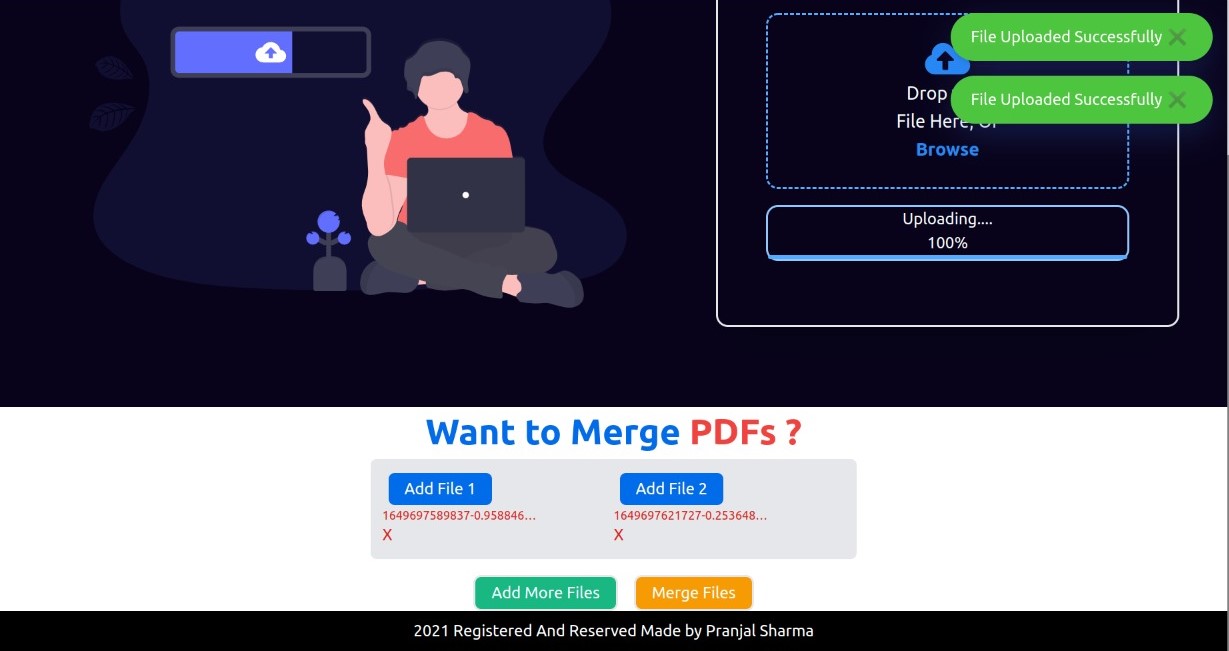 File Uploaded Successfully
File Uploaded Successfully
Drop
File Here,
Browse
Uploading....
100%
Want to Merge PDFs ?
Add File 1
Add File 2
1649697589837-0.958846...
1649697621727-0.253648...
X
X
Add More Files
Merge Files
2021 Registered And Reserved Made by Pranjal Sharma